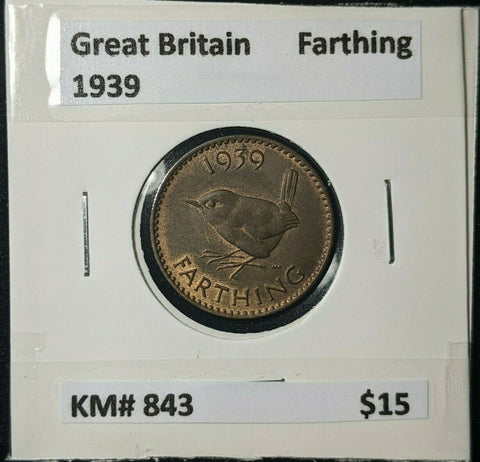 Great Britain Farthing
1939
1939
FARTHING
KM# 843 $15